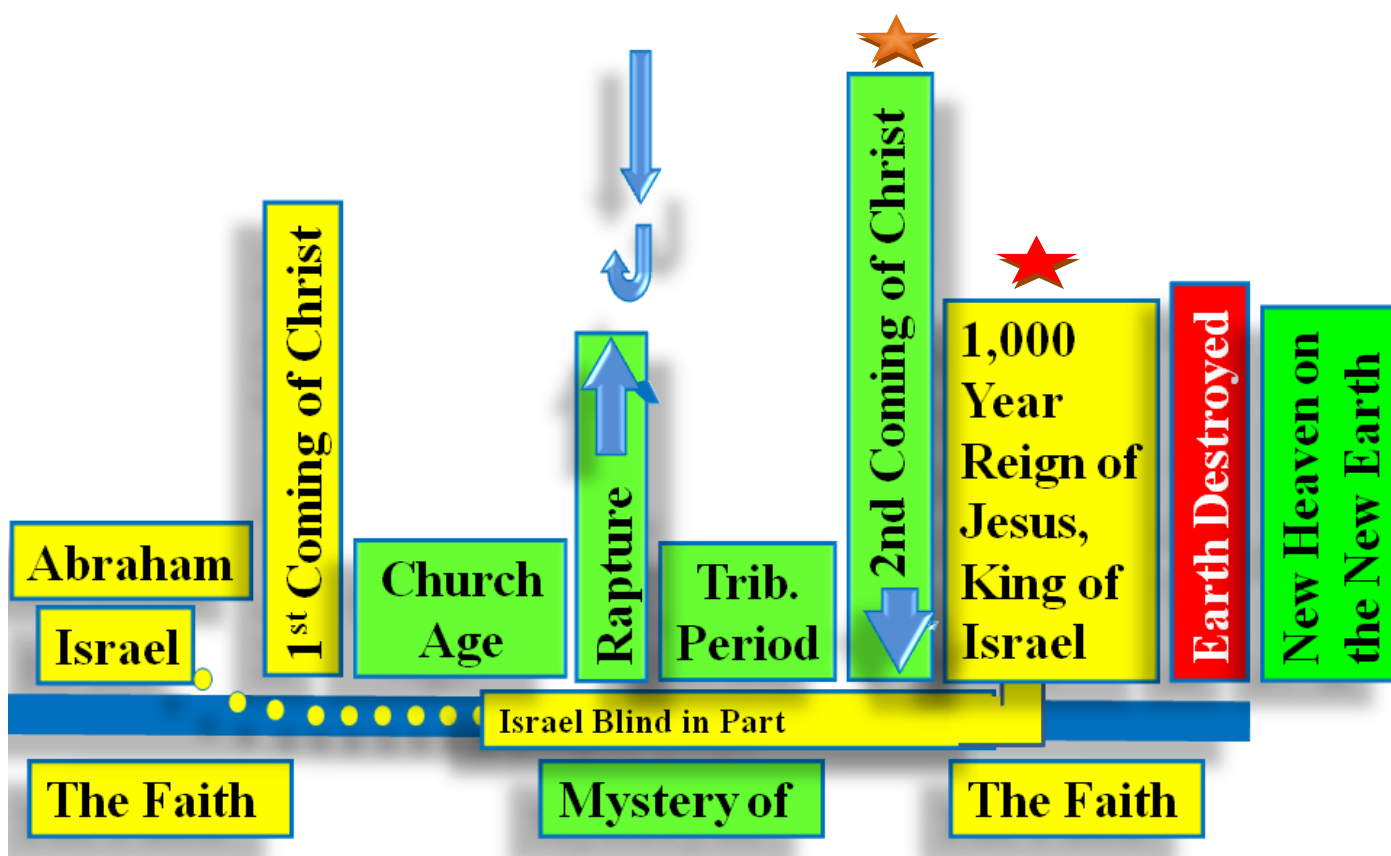 Abraham
Israel
1st Coming of Christ
Church
Age
Rapture
Trib.
Period
2nd Coming of Christ
1,000
Year
Reign of
Jesus,
King of
Israel
Earth Destroyed
New Heaven on
the New Earth
Israel Blind in Part
The Faith
Mystery of
The Faith